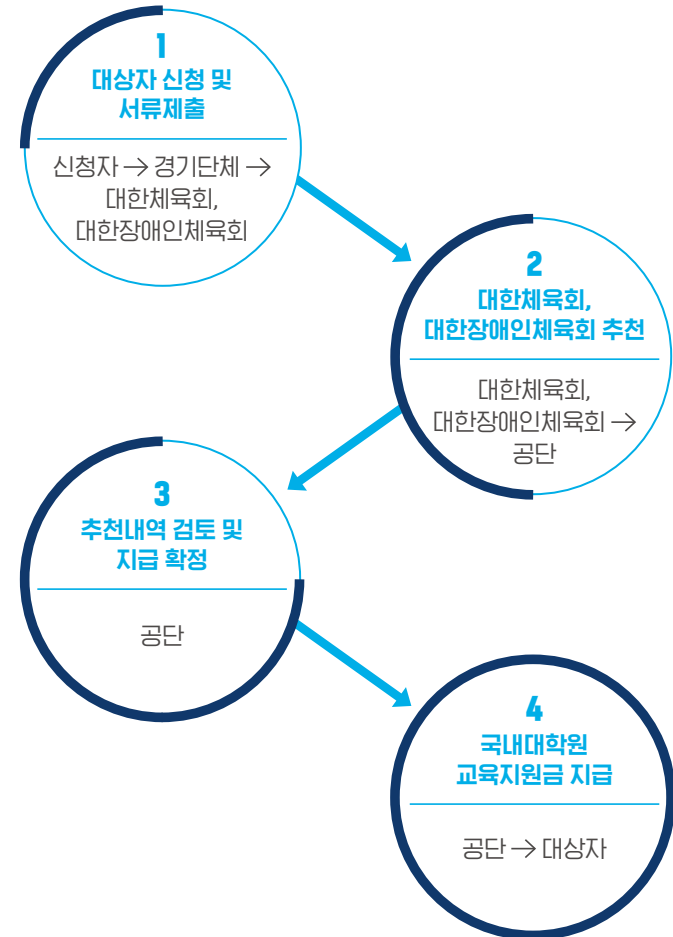 1
대상자 신청 및
서류제출
신청자 → 경기단체 →
대한체육회,
대한장애인체육회
2
대한체육회,
대한장애인체육회 추천
대한체육회,
대한장애인체육회 →
공단
3
추천내역 검토 및
지급 확정
공단
4
국내대학원
교육지원금 지급
공단 → 대상자